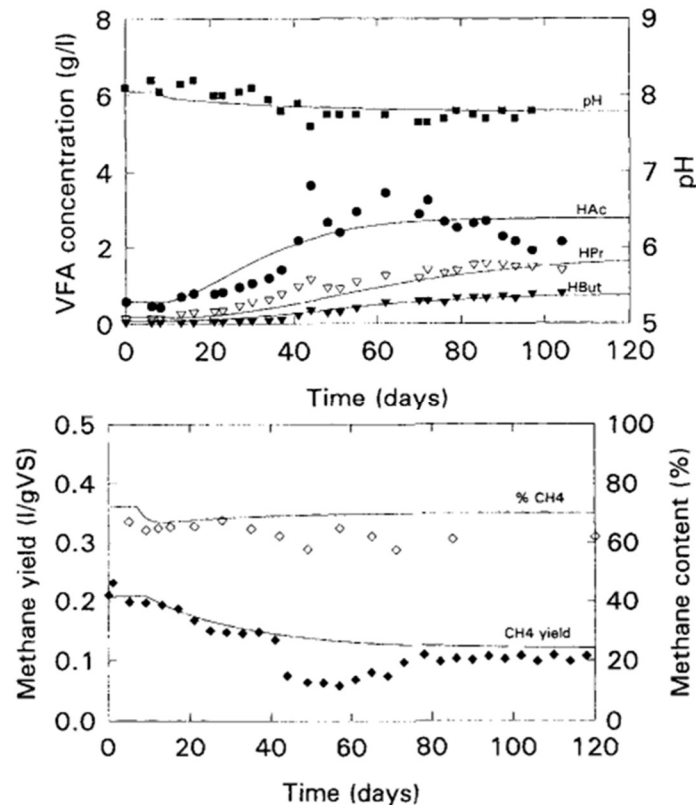 VFA concentration (g/l)
8
6
4
2
0
pH
HAc
HPr
HBut
9
8
7
6
5
pH
0 20 40 60 80 100 120
Time (days)
Methane yield (l/gVS)
0.5
0.4
0.3
0.2
0.1
0.0
% CH4
CH4 yield
100
80
60
40
20
0
Methane content (%)
0 20 40 60 80 100 120
Time (days)